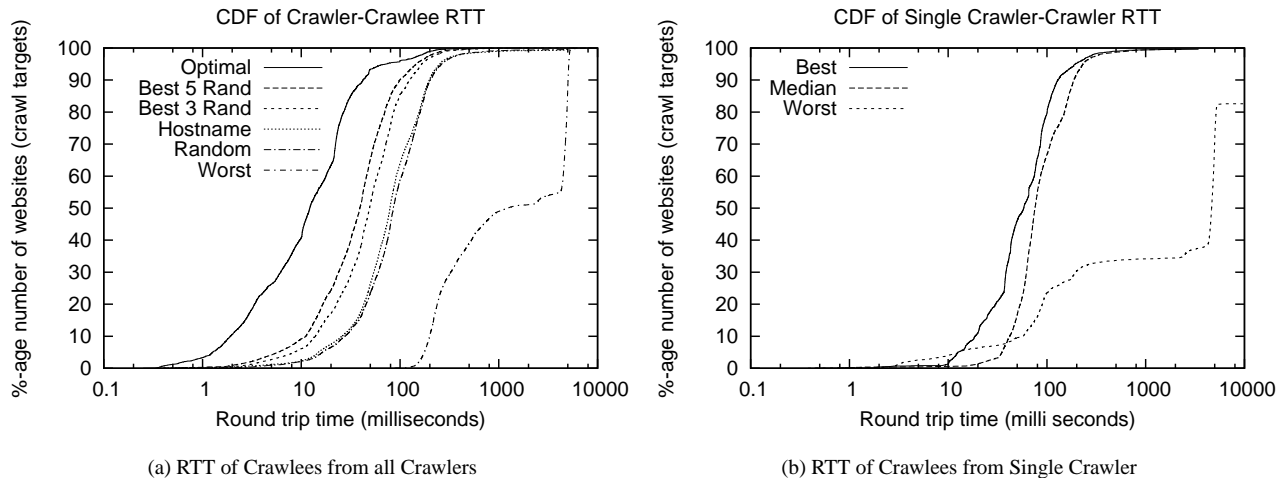 CDF of Crawler-Crawlee RTT
%-age number of websites (crawl targets)
100
90
80
70
60
50
40
30
20
10
0
Optimal
Best 5 Rand
Best 3 Rand
Hostname
Random
Worst
0.1 1 10 100 1000 10000
Round trip time (milliseconds)
(a) RTT of Crawlees from all Crawlers
CDF of Single Crawler-Crawler RTT
%-age number of websites (crawl targets)
100
90
80
70
60
50
40
30
20
10
0
Best
Median
Worst
0.1 1 10 100 1000 10000
Round trip time (milli seconds)
(b) RTT of Crawlees from Single Crawler